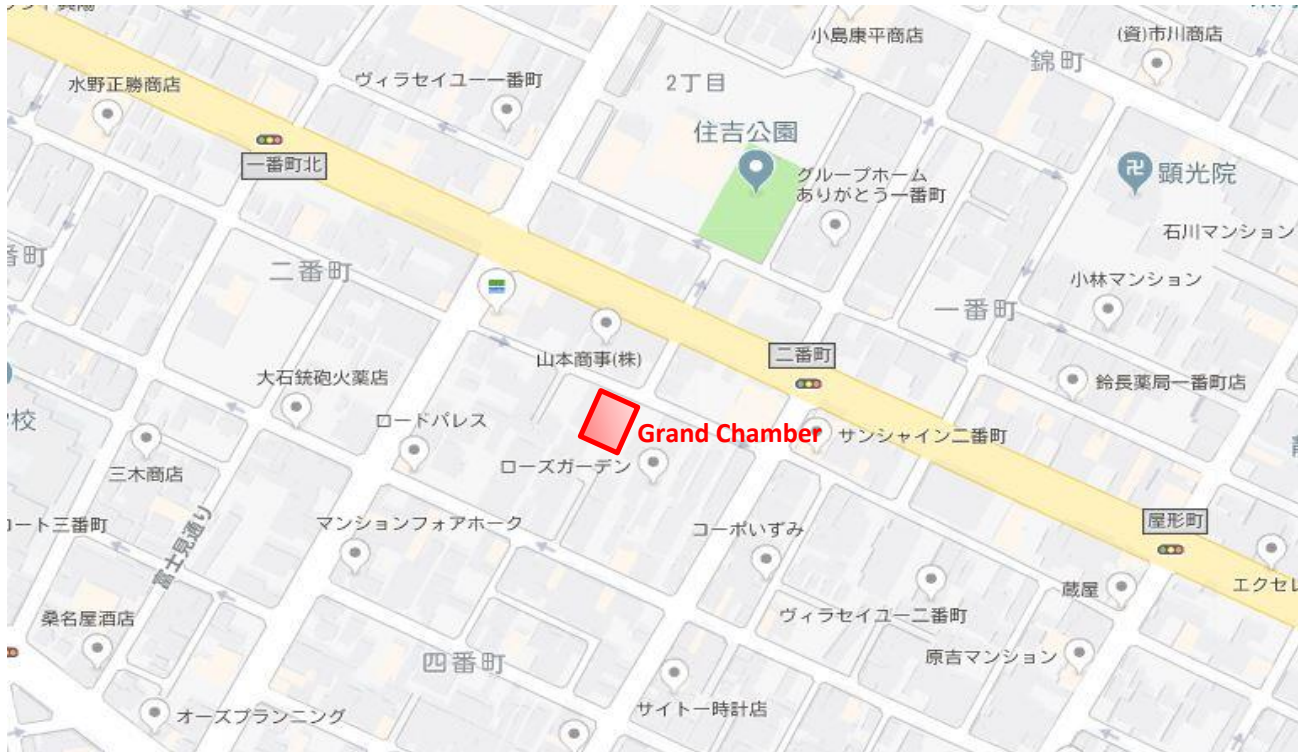 小島康平商店
(資)市川商店
錦町
水野正勝商店
ヴィラセイユー一番町
2丁目
住吉公園
一番町北
グループホーム
ありがとう一番町
顕光院
石川マンション
番町
二番町
小林マンション
一番町
山本商事(株)
二番町
大石銃砲火薬店
鈴長薬局一番町店
校
ロードパレス
Grand Chamber
サンシャイン二番町
ローズガーデン
三木商店
コート三番町
マンションフォアホーク
コーポいずみ
屋形町
富士見通り
蔵屋
エクセレ
桑名屋酒店
ヴィラセイユー二番町
四番町
原吉マンション
オーズプランニング
サイトー時計店